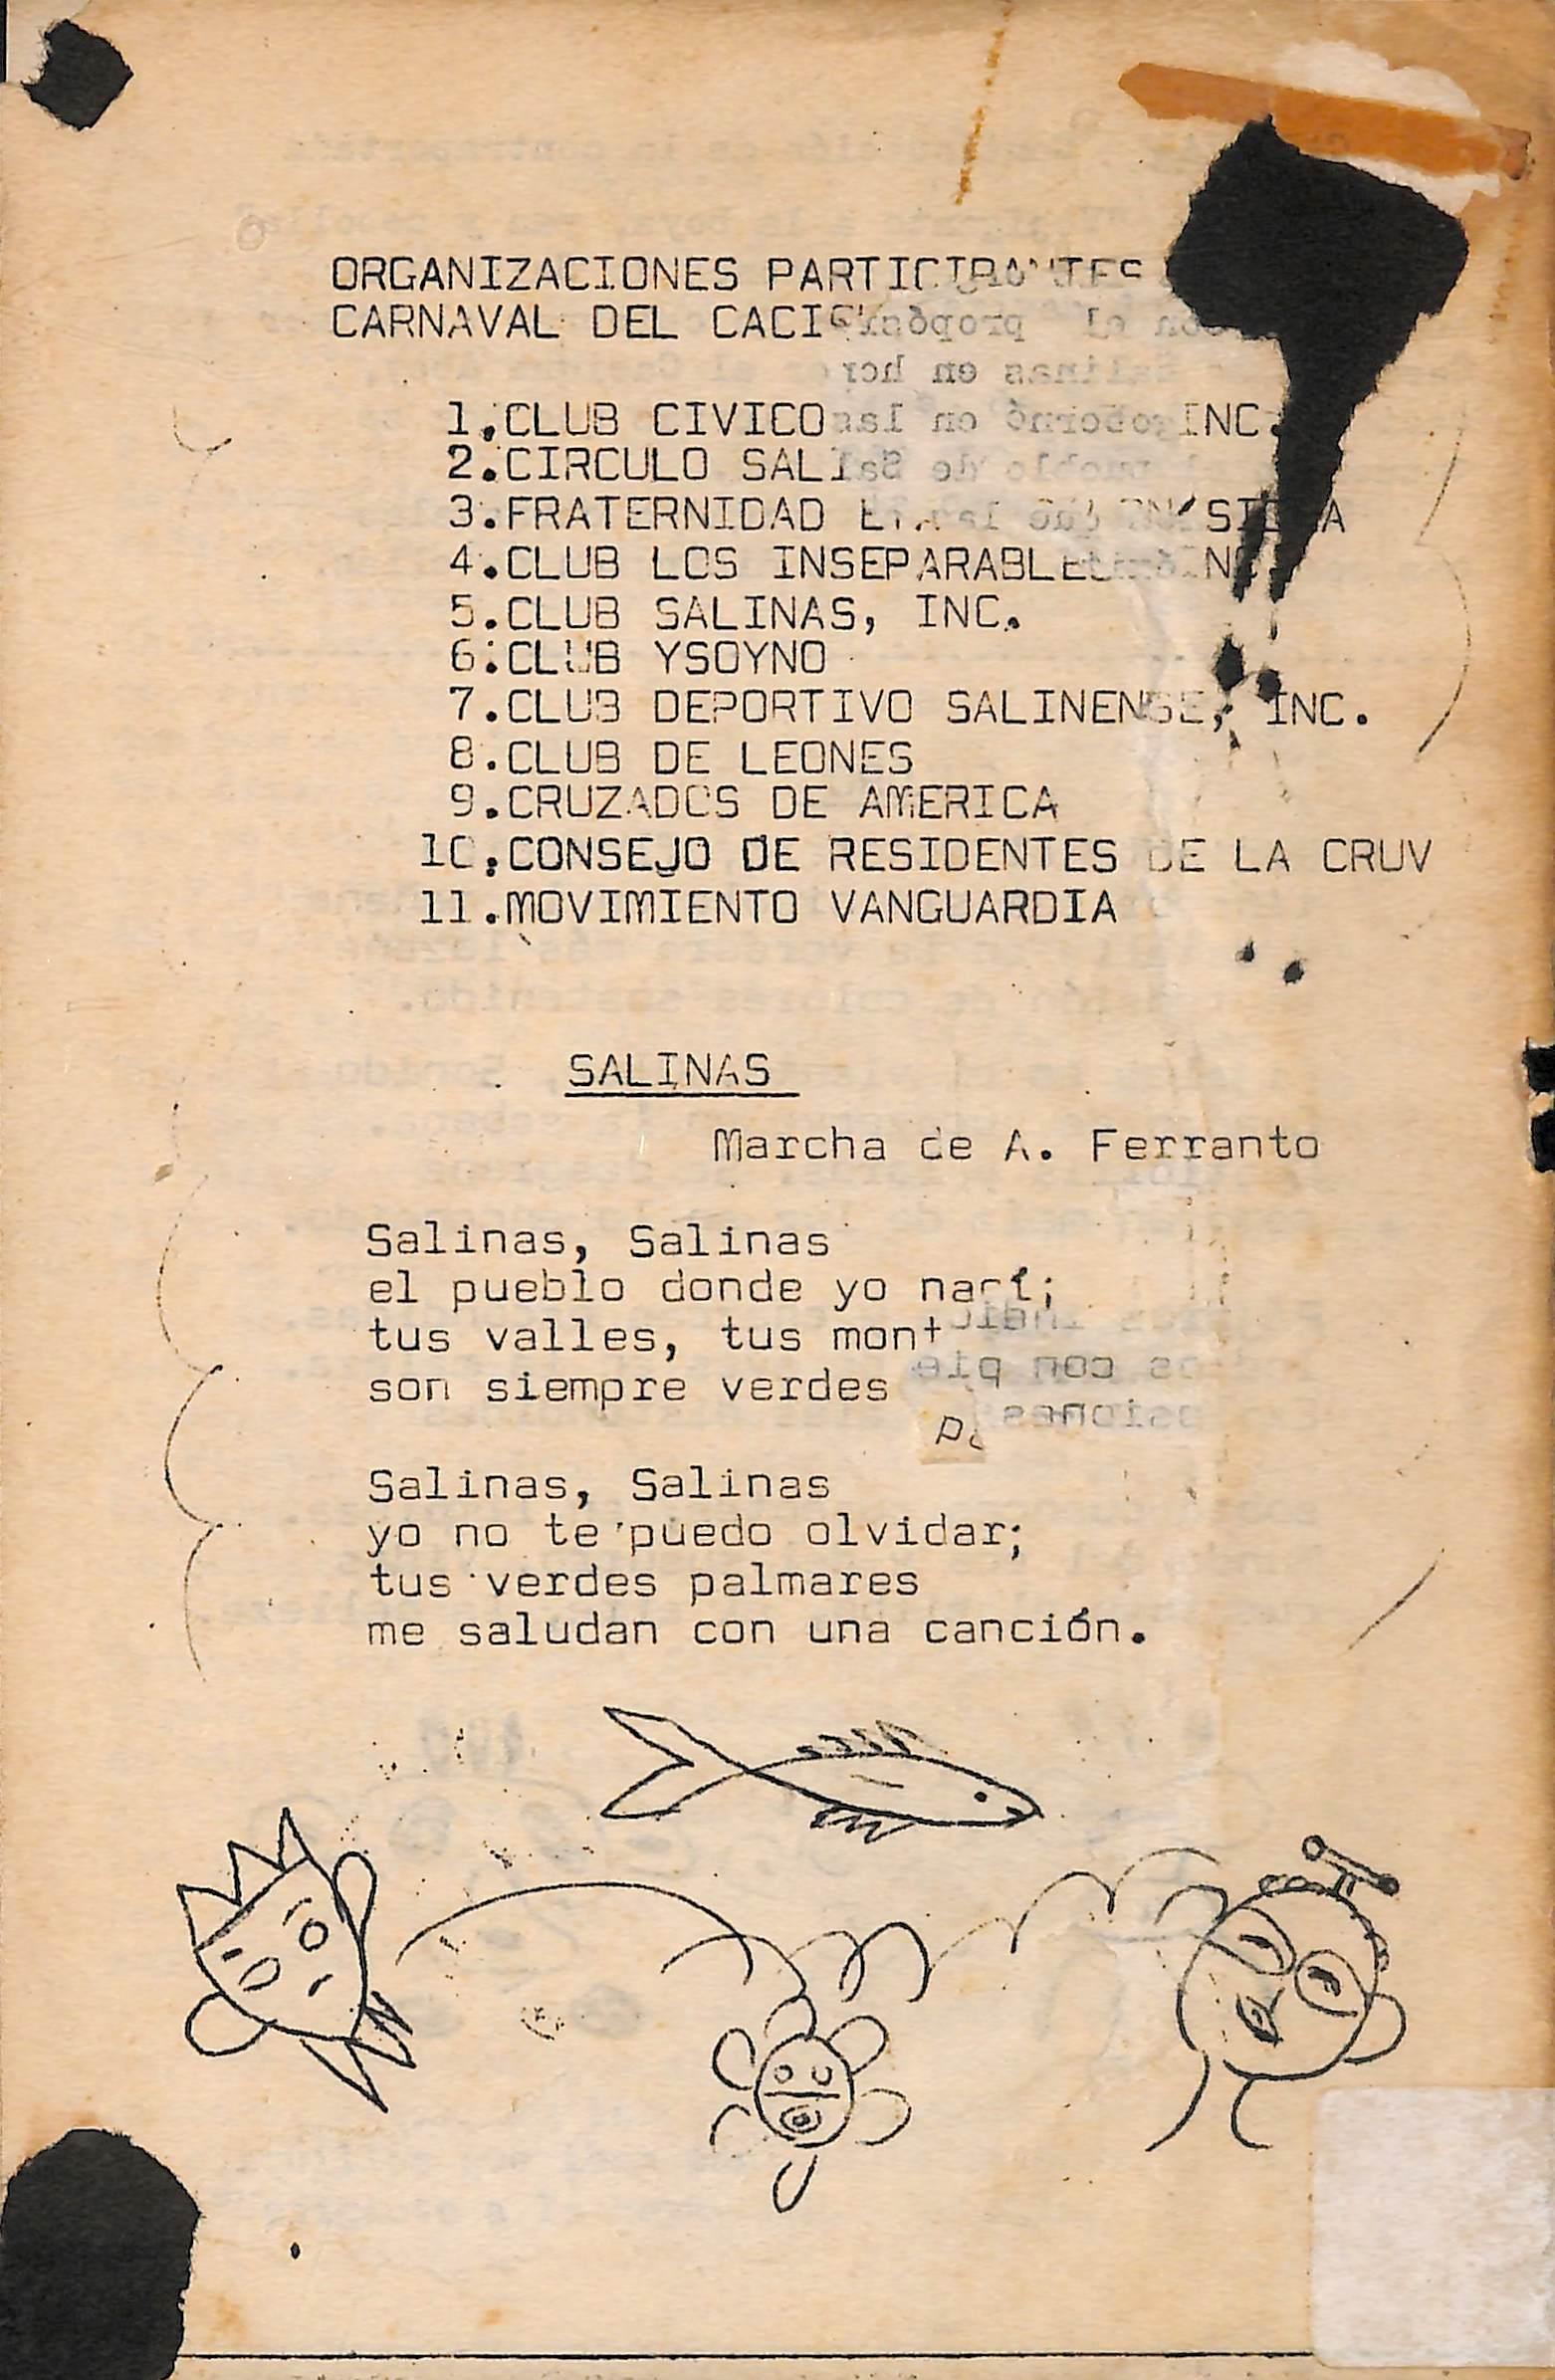 ORGANIZACIONES PARTICIPANTES
CARNAVAL DEL
1.CLUB CIVICO INC.
2.CIRCULO
3.FRATERNIDAD
4.CLUB LOS INSEPARABLES
5.CLUB SALINAS, INC.
6.CLUB YSOYNO
7.CLUB DEPORTIVO SALINENSE, INC.
8.CLUB DE LEONES
9.CRUZADOS DE AMERICA
10.CONSEJO DE RESIDENTES DE LA CRUV
11.MOVIMIENTO VANGUARDIA
SALINAS
Marcha de A. Ferranto
Salinas, Salinas
el pueblo donde yo nací;
tus valles, tus
son siempre verdes
Salinas, Salinas
yo no te puedo olvidar;
tus verdes palmares
me saludan con una canción.